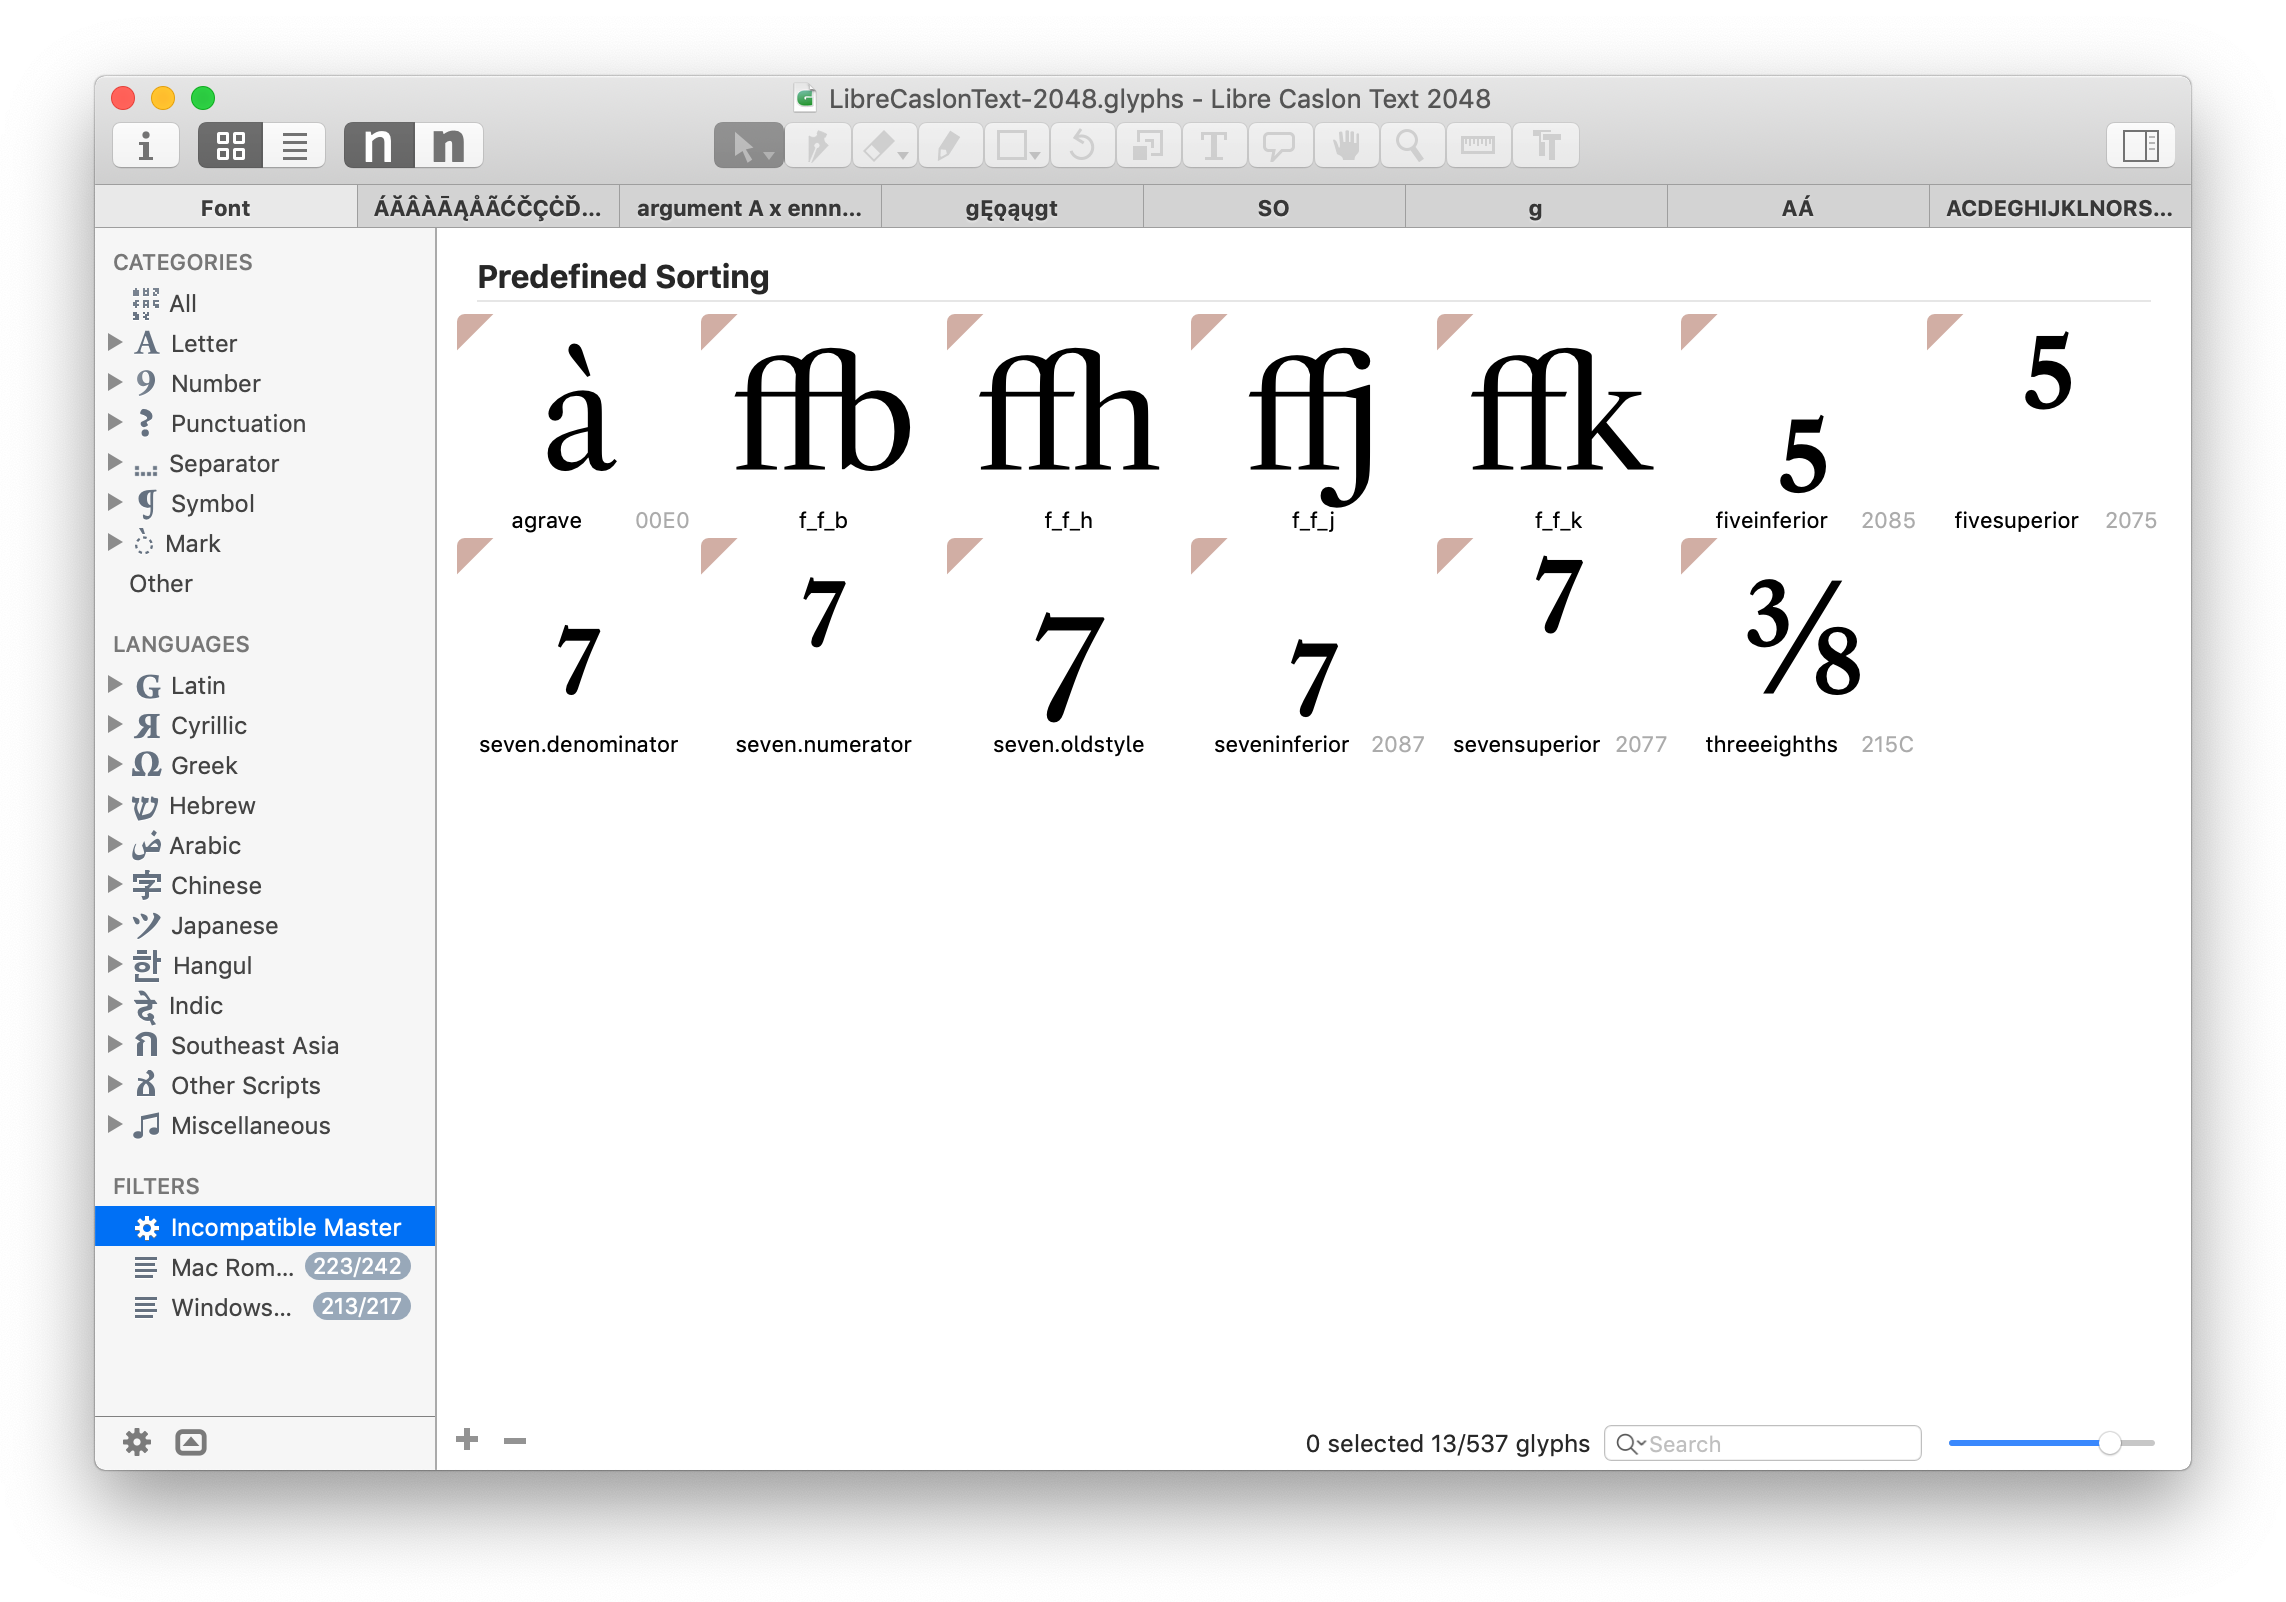 LibreCaslonText-2048.glyphs - Libre Caslon Text 2048
Font
ÁĂÂÀĀĄÅÃĆČÇĊĎ...
argument A x ennn...
gĘǫąųgt
SO
g
AÁ
ACDEGHIJKLNORS...
CATEGORIES
All
Letter
Number
Punctuation
Separator
Symbol
Mark
Other
LANGUAGES
Latin
Cyrillic
Greek
Hebrew
Arabic
Chinese
Japanese
Hangul
Indic
Southeast Asia
Other Scripts
Miscellaneous
FILTERS
Incompatible Master
Mac Rom... 223/242
Windows... 213/217
Predefined Sorting
à ffb ffh ffj ffk 5 5
agrave 00E0 f_f_b f_f_h f_f_j f_f_k fiveinferior 2085 fivesuperior 2075
7 7 7 7 7 ⅜
seven.denominator seven.numerator seven.oldstyle seveninferior 2087 sevensuperior 2077 threeeighths 215C
0 selected 13/537 glyphs
Search